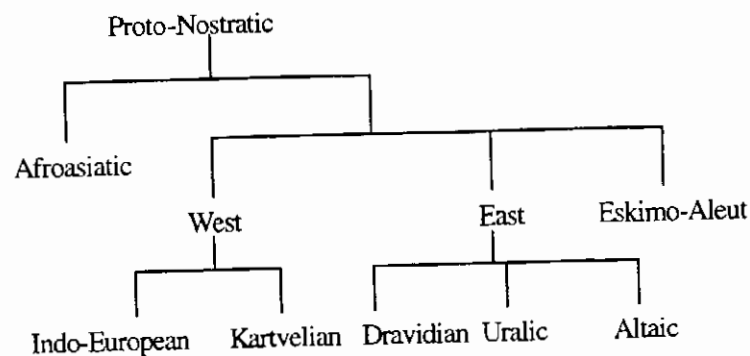 Proto-Nostratic
Afroasiatic
West East Eskimo-Aleut
Indo-European Kartvelian Dravidian Uralic Altaic